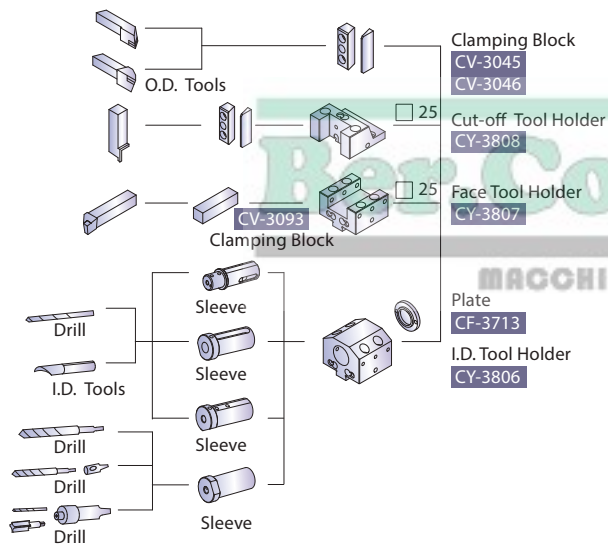 Clamping Block
CV-3045
CV-3046
O.D. Tools
□ 25
Cut-off Tool Holder
CY-3808
□ 25
Face Tool Holder
CY-3807
CV-3093
Clamping Block
Ber.Co
MACCHI
Sleeve
Drill
Plate
CF-3713
I.D. Tool Holder
CY-3806
Sleeve
I.D. Tools
Sleeve
Drill
Drill
Sleeve
Drill